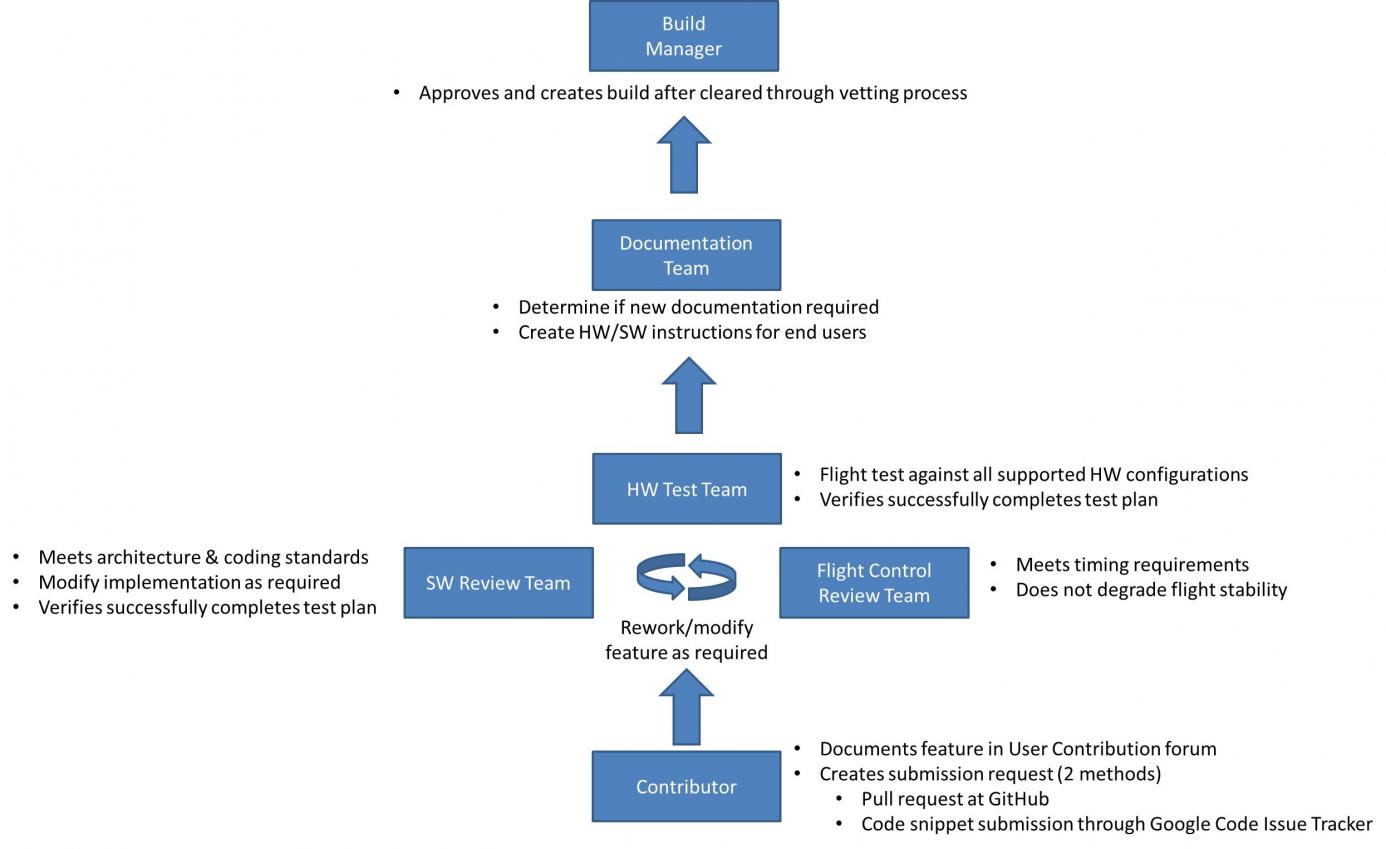 Build
Manager
• Approves and creates build after cleared through vetting process
Documentation
Team
• Determine if new documentation required
• Create HW/SW instructions for end users
HW Test Team
• Flight test against all supported HW configurations
• Verifies successfully completes test plan
• Meets architecture & coding standards
• Modify implementation as required
• Verifies successfully completes test plan
SW Review Team
Rework/modify
feature as required
Flight Control
Review Team
• Meets timing requirements
• Does not degrade flight stability
Contributor
• Documents feature in User Contribution forum
• Creates submission request (2 methods)
• Pull request at GitHub
• Code snippet submission through Google Code Issue Tracker